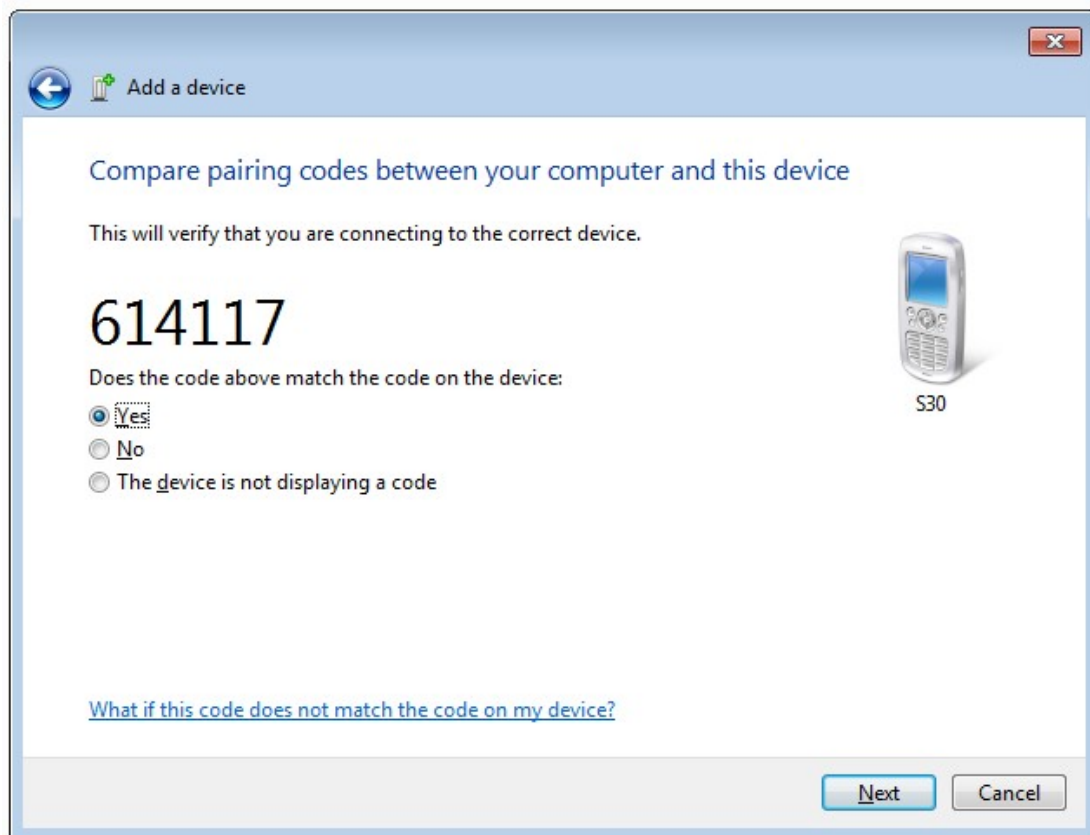 Add a device
Compare pairing codes between your computer and this device
This will verify that you are connecting to the correct device.
614117
Does the code above match the code on the device:
Yes
No
The device is not displaying a code
S30
What if this code does not match the code on my device?
Next Cancel